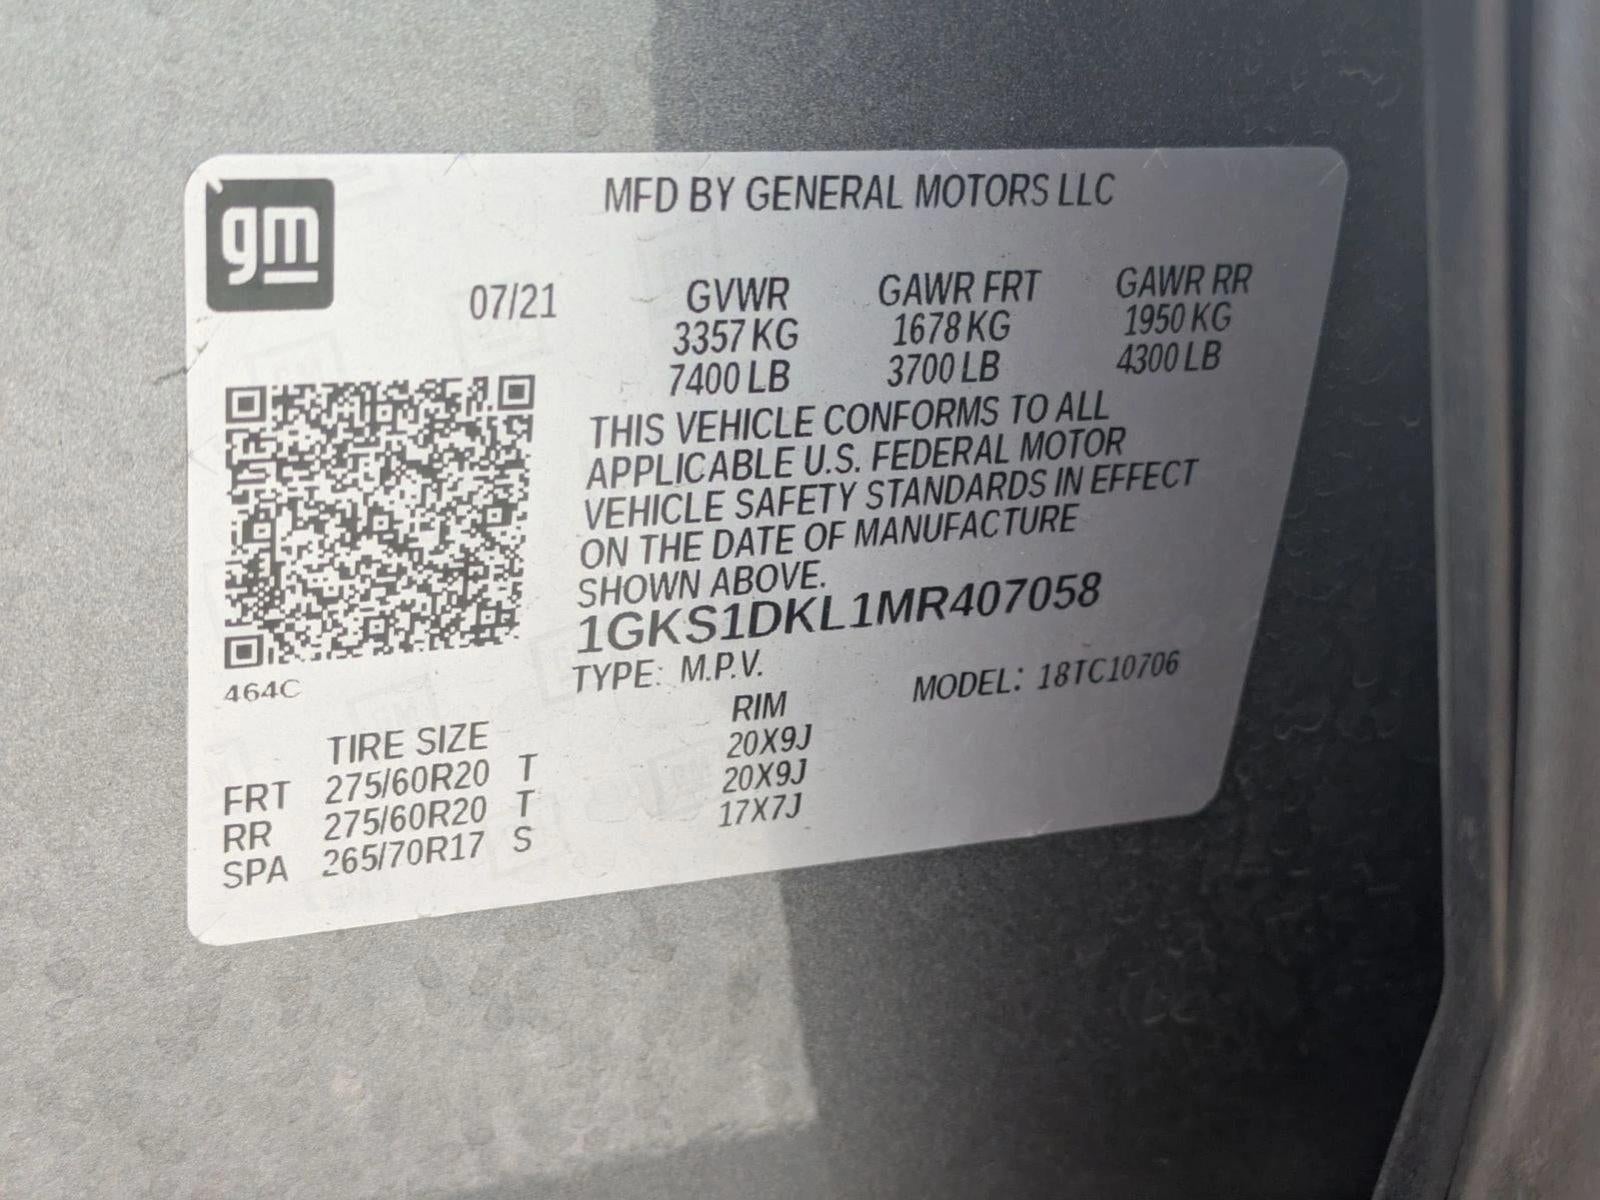 gm
MFD BY GENERAL MOTORS LLC
07/21 GVWR GAWR FRT GAWR RR
3357 KG 1678 KG 1950 KG
7400 LB 3700 LB 4300 LB
THIS VEHICLE CONFORMS TO ALL
APPLICABLE U.S. FEDERAL MOTOR
VEHICLE SAFETY STANDARDS IN EFFECT
ON THE DATE OF MANUFACTURE
SHOWN ABOVE.
1GKS1DKL1MR407058
TYPE: M.P.V. MODEL: 18TC10706
464C
TIRE SIZE RIM
FRT 275/60R20 T 20X9J
RR 275/60R20 T 20X9J
SPA 265/70R17 S 17X7J